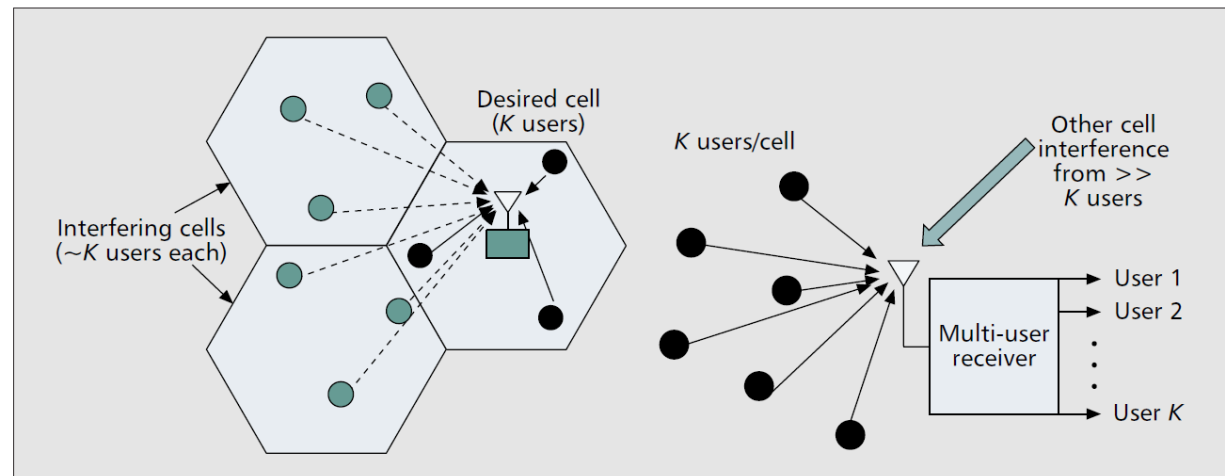 Desired cell
(K users)
Interfering cells
(~K users each)
K users/cell
Other cell
interference
from >>
K users
Multi-user
receiver
User 1
User 2
User K